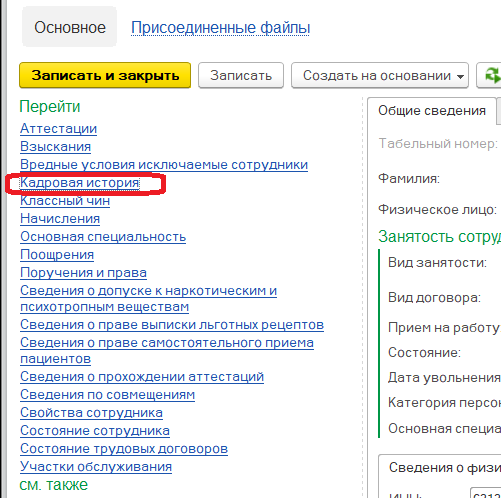 Основное Присоединенные файлы
Записать и закрыть Записать Создать на основании
Перейти
Аттестации
Взыскания
Вредные условия исключаемые сотрудники
Кадровая история
Классный чин
Начисления
Основная специальность
Поощрения
Поручения и права
Сведения о допуске к наркотическим и
психотропным веществам
Сведения о праве выписки льготных рецептов
Сведения о праве самостоятельного приема
пациентов
Сведения о прохождении аттестаций
Сведения по совмещениям
Свойства сотрудника
Состояние сотрудника
Состояние трудовых договоров
Участки обслуживания
см. также
Общие сведения
Табельный номер:
Фамилия:
Физическое лицо:
Занятость сотруд
Вид занятости:
Вид договора:
Прием на работу
Состояние:
Дата увольнения
Категория персон
Основная специа
Сведения о физи
ИНН: